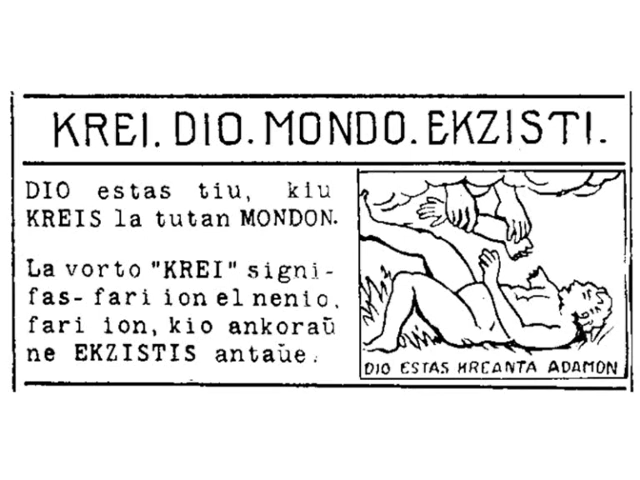 KREI. DIO. MONDO. EKZISTI.
DIO estas tiu, kiu
KREIS la tutan MONDON.
La vorto "KREI" signi-
fas- fari ion el nenio,
fari ion, kio ankoraŭ
ne EKZISTIS antaŭe.
DIO ESTAS KREANTA ADAMON